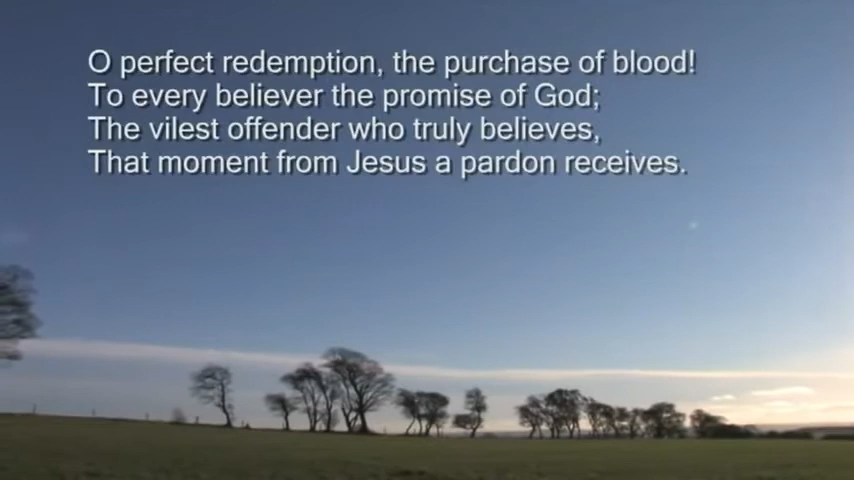 O perfect redemption, the purchase of blood!
To every believer the promise of God;
The vilest offender who truly believes,
That moment from Jesus a pardon receives.